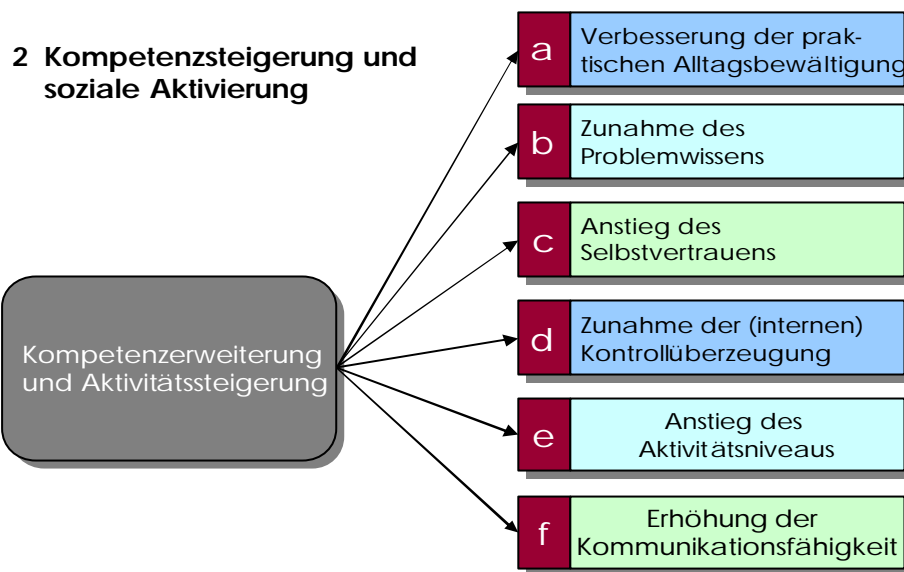 2 Kompetenzsteigerung und
soziale Aktivierung
Kompetenzerweiterung
und Aktivitätssteigerung
a
Verbesserung der prak-
tischen Alltagsbewältigung
b
Zunahme des
Problemwissens
c
Anstieg des
Selbstvertrauens
d
Zunahme der (internen)
Kontrollüberzeugung
e
Anstieg des
Aktivitätsniveaus
f
Erhöhung der
Kommunikationsfähigkeit